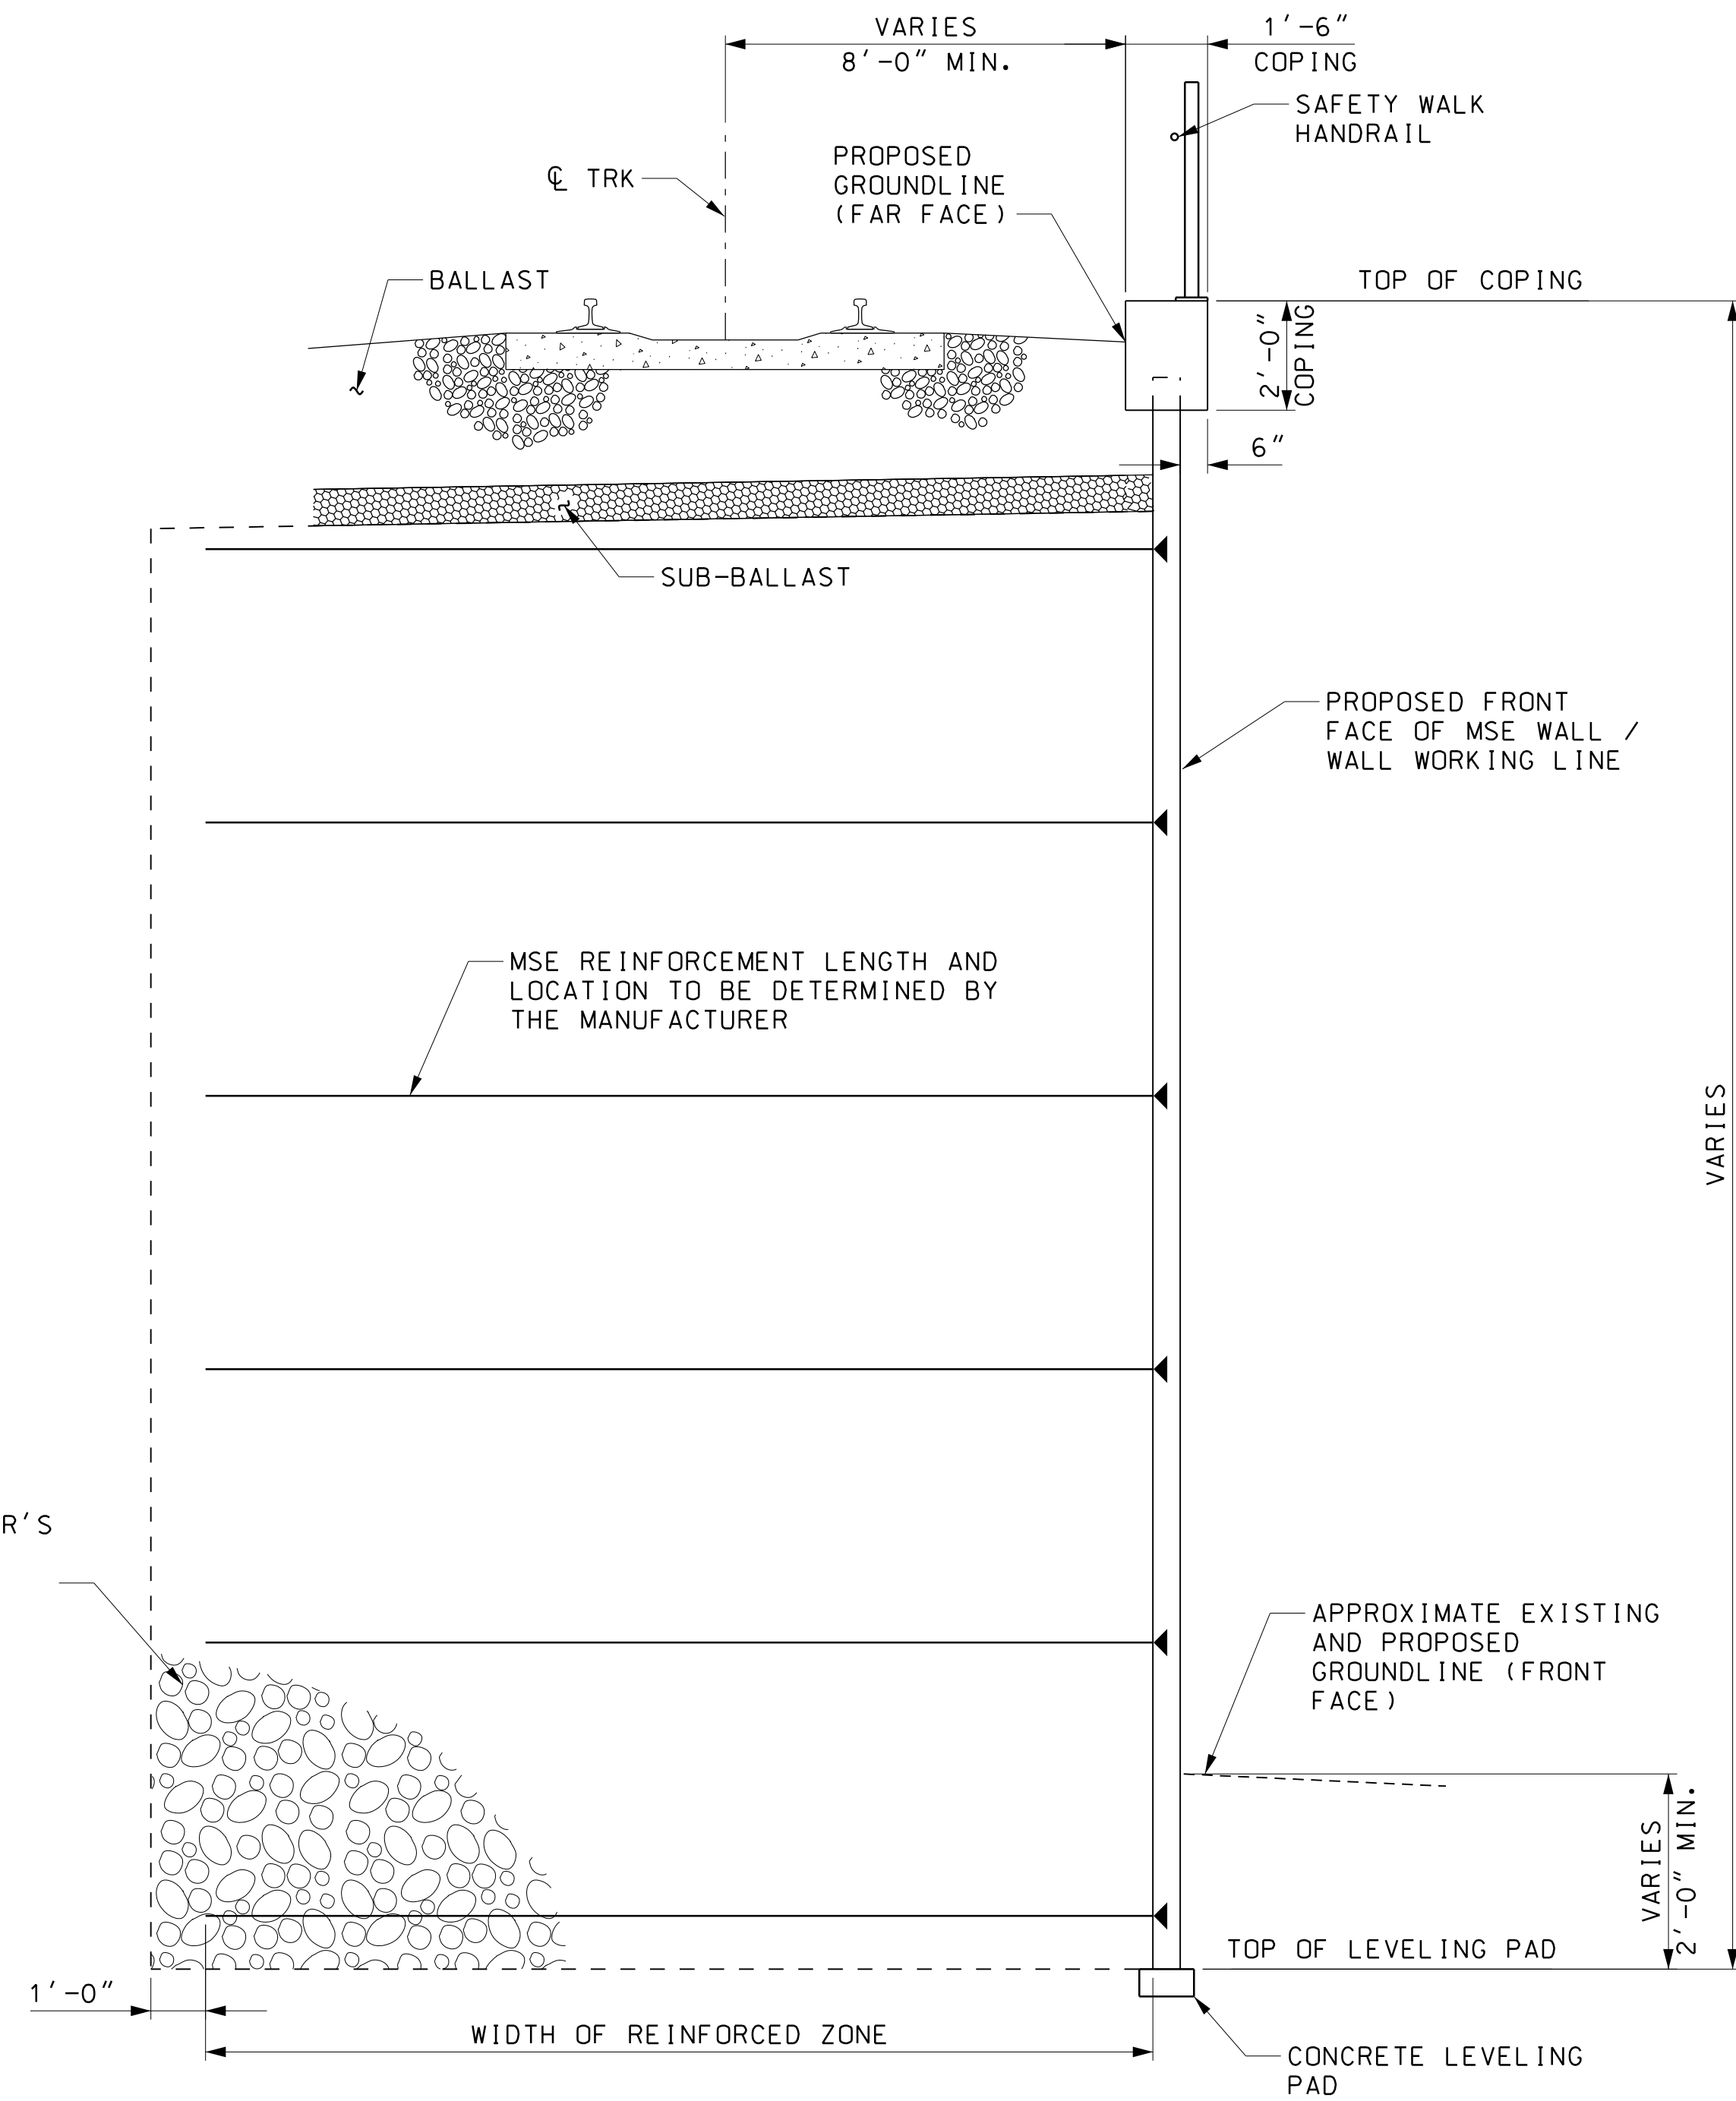 VARIES
8'-0" MIN.
1'-6"
COPING
SAFETY WALK
HANDRAIL
PROPOSED
GROUNDLINE
(FAR FACE)
℄ TRK
BALLAST
TOP OF COPING
2'-0"
COPING
6"
SUB-BALLAST
PROPOSED FRONT
FACE OF MSE WALL /
WALL WORKING LINE
MSE REINFORCEMENT LENGTH AND
LOCATION TO BE DETERMINED BY
THE MANUFACTURER
VARIES
R'S
APPROXIMATE EXISTING
AND PROPOSED
GROUNDLINE (FRONT
FACE)
VARIES
2'-0" MIN.
TOP OF LEVELING PAD
1'-0"
WIDTH OF REINFORCED ZONE
CONCRETE LEVELING
PAD